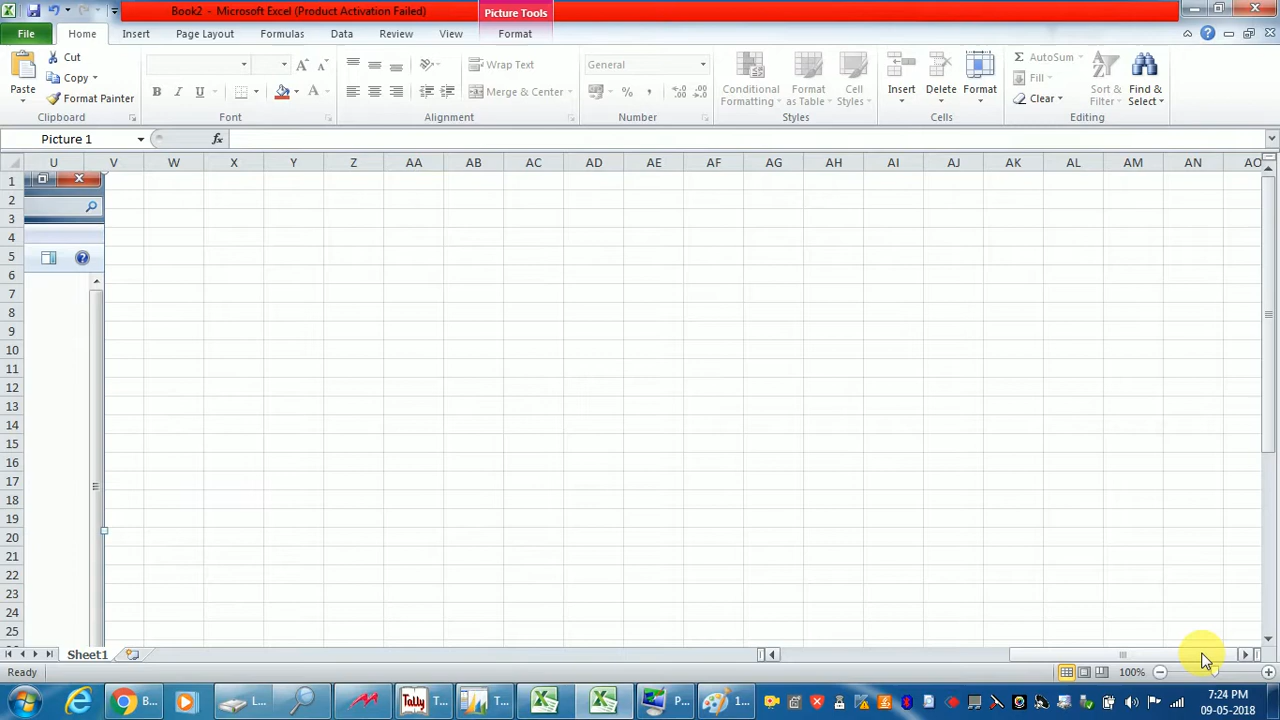 Book2 - Microsoft Excel (Product Activation Failed)
Picture Tools
File Home Insert Page Layout Formulas Data Review View Format
Paste
Cut
Copy
Format Painter
Clipboard
B I U
A A
A
Font
Wrap Text
Merge & Center
Alignment
General
% ,
Number
Conditional Formatting
Format as Table
Cell Styles
Styles
Insert
Delete
Format
Cells
Σ AutoSum
Fill
Clear
Sort & Filter
Find & Select
Editing
Picture 1 fx
U V W X Y Z AA AB AC AD AE AF AG AH AI AJ AK AL AM AN AO
1
2
3
4
5
6
7
8
9
10
11
12
13
14
15
16
17
18
19
20
21
22
23
24
25
Sheet1
Ready 100%
B... L... Tally T... T... P... 1...
7:24 PM
09-05-2018